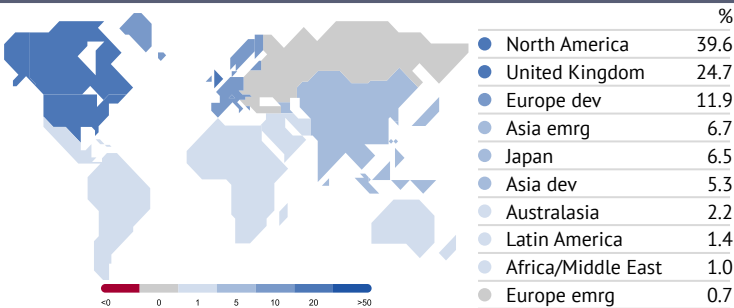 %
North America 39.6
United Kingdom 24.7
Europe dev 11.9
Asia emrg 6.7
Japan 6.5
Asia dev 5.3
Australasia 2.2
Latin America 1.4
Africa/Middle East 1.0
Europe emrg 0.7
<0 0 1 5 10 20 >50